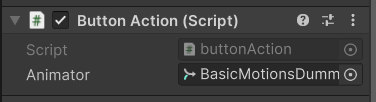 Button Action (Script)
Script buttonAction
Animator BasicMotionsDumm